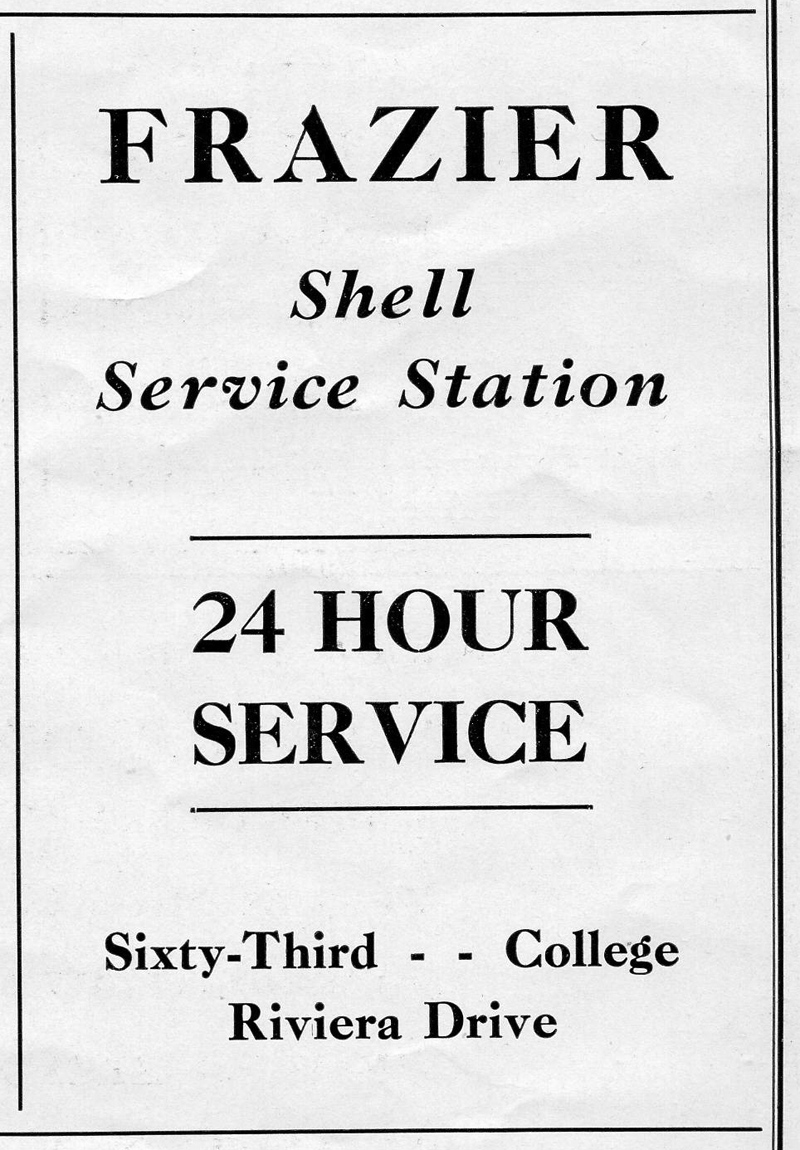 FRAZIER
Shell
Service Station
24 HOUR
SERVICE
Sixty-Third - - College
Riviera Drive